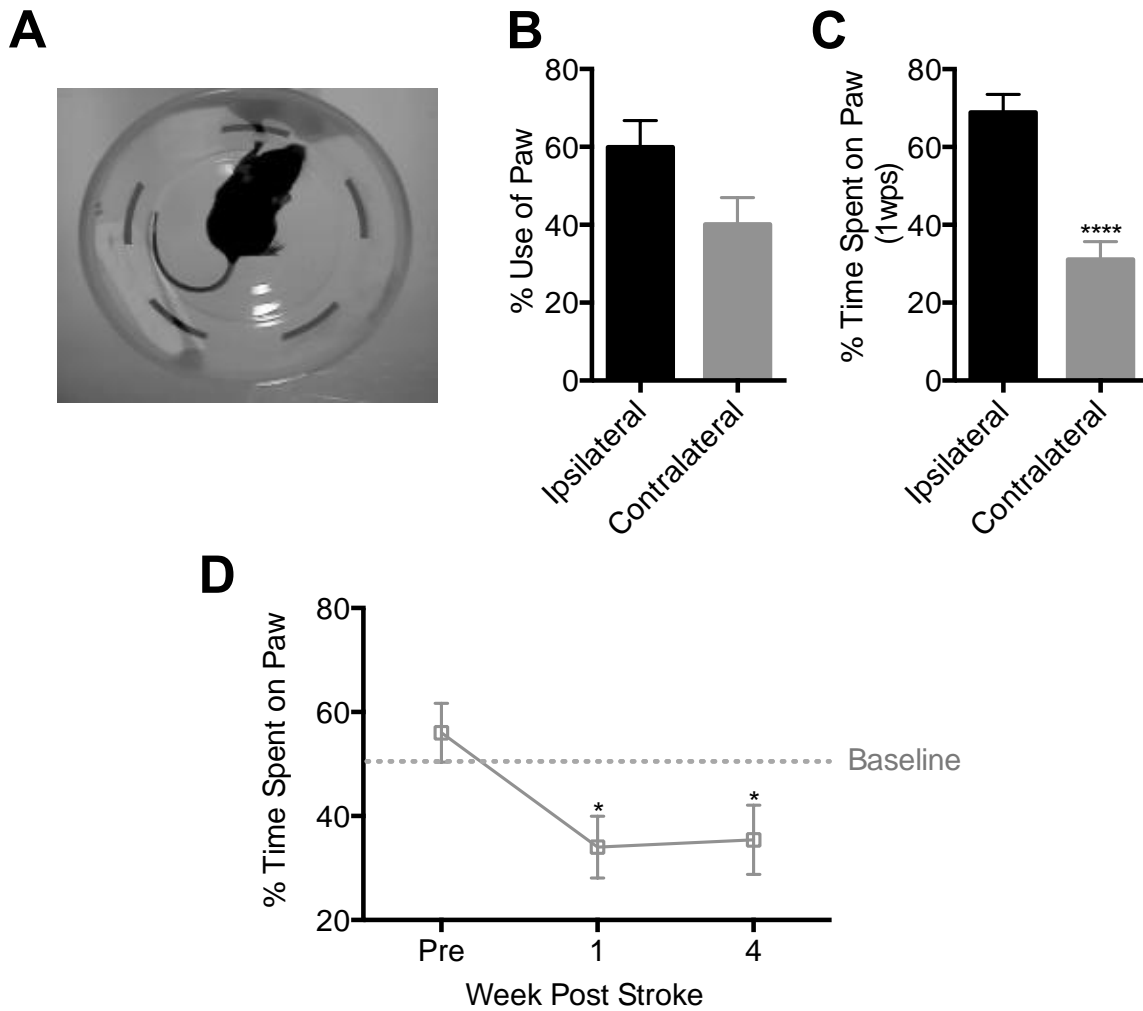 A
B
C
80
60
40
20
0
% Use of Paw
Ipsilateral
Contralateral
80
60
40
20
0
% Time Spent on Paw
(1wps)
****
Ipsilateral
Contralateral
D
80
60
40
20
% Time Spent on Paw
Baseline
*
*
Pre
1
4
Week Post Stroke